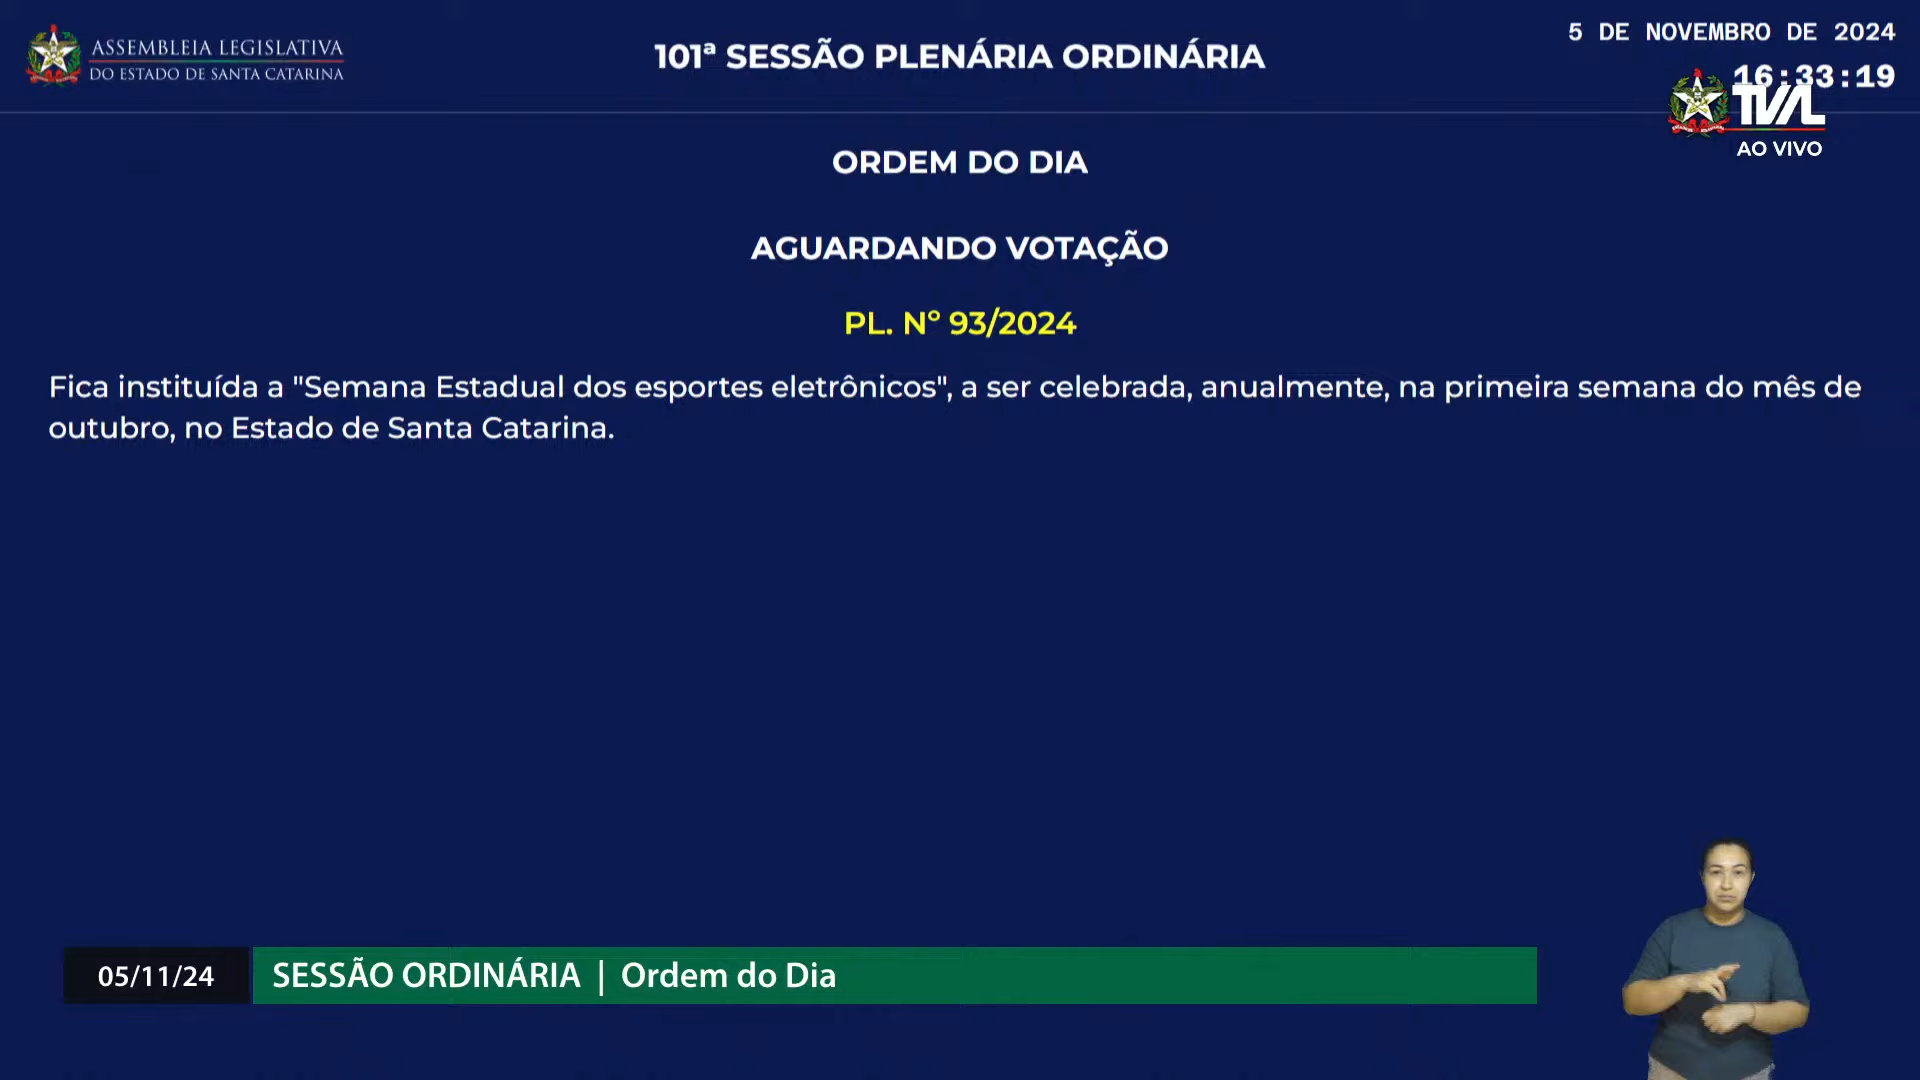 ASSEMBLEIA LEGISLATIVA
DO ESTADO DE SANTA CATARINA
101ª SESSÃO PLENÁRIA ORDINÁRIA
5 DE NOVEMBRO DE 2024
16:33:19
TVAL
AO VIVO
ORDEM DO DIA
AGUARDANDO VOTAÇÃO
PL. Nº 93/2024
Fica instituída a "Semana Estadual dos esportes eletrônicos", a ser celebrada, anualmente, na primeira semana do mês de
outubro, no Estado de Santa Catarina.
05/11/24
SESSÃO ORDINÁRIA | Ordem do Dia